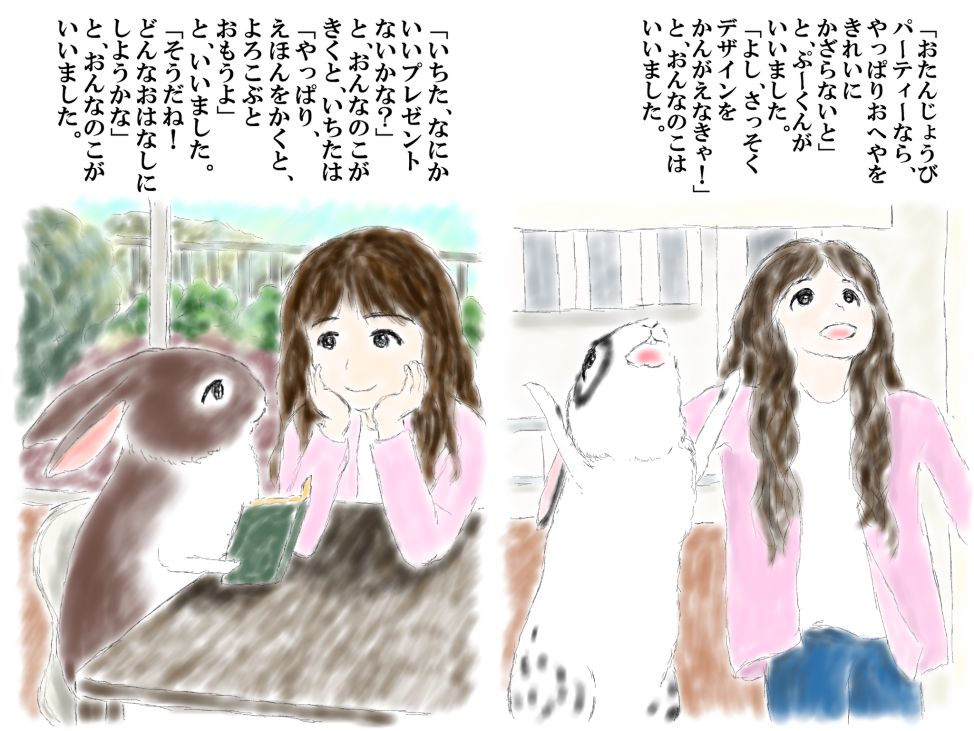 「おたんじょうび
パーティーなら、
やっぱりおへやを
きれいに
かざらないと」
と、ぷーくんが
いいました。
「よし、さっそく
デザインを
かんがえなきゃ！」
と、おんなのこは
いいました。
「いちた、なにか
いいプレゼント
ないかな？」
と、おんなのこが
きくと、いちたは
「やっぱり、
えほんをかくと、
よろこぶと
おもうよ」
と、いいました。
「そうだね！
どんなおはなしに
しようかな」
と、おんなのこが
いいました。